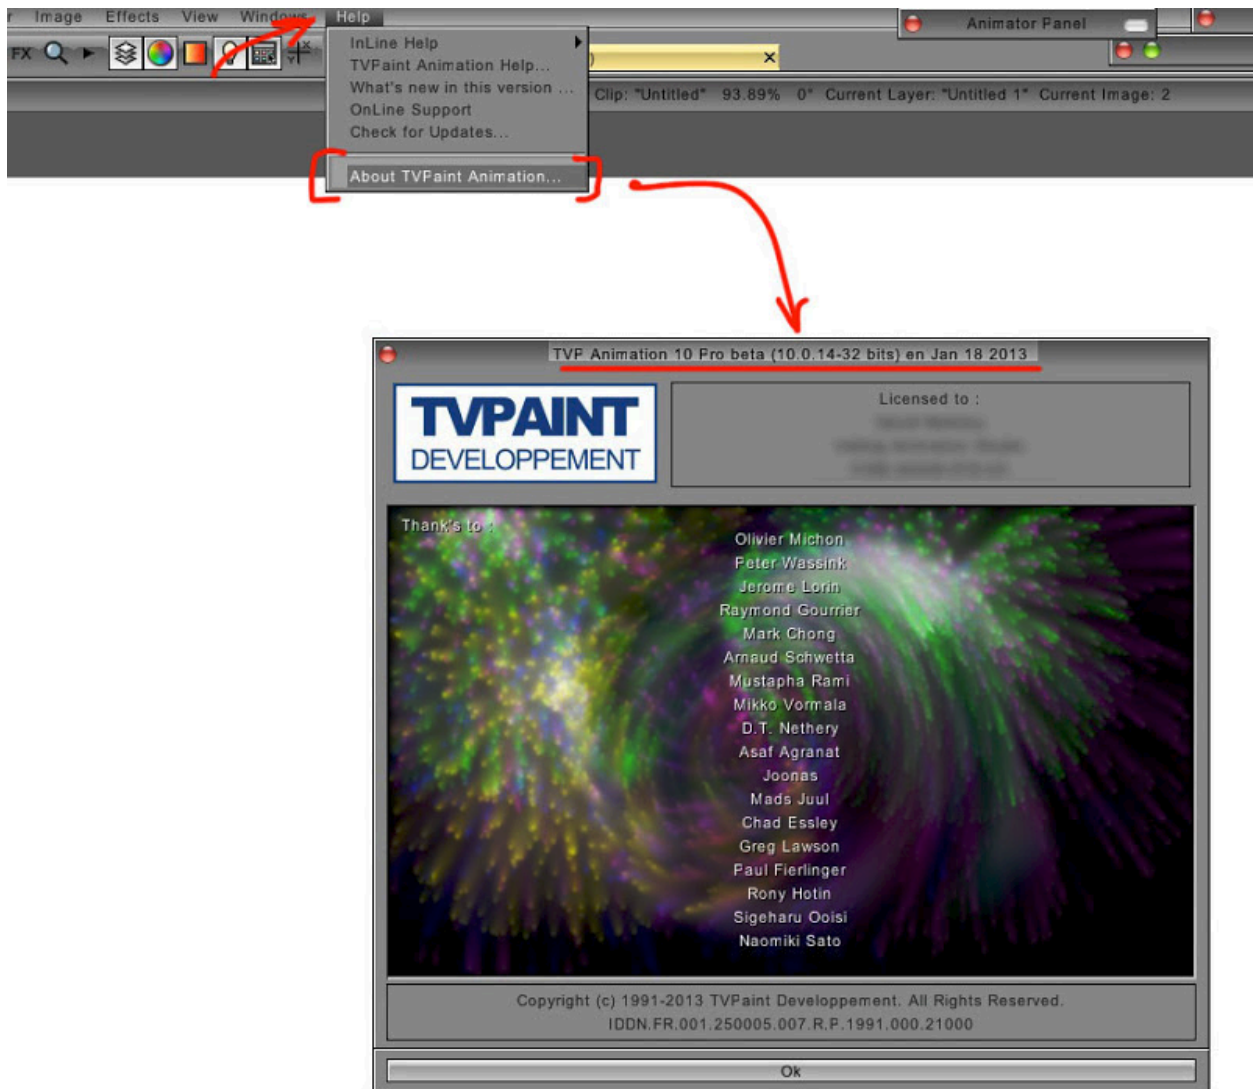 Image Effects View Windows Help
FX
InLine Help
TVPaint Animation Help...
What's new in this version ...
OnLine Support
Check for Updates...
About TVPaint Animation...
Animator Panel
Clip: "Untitled" 93.89% 0° Current Layer: "Untitled 1" Current Image: 2
TVP Animation 10 Pro beta (10.0.14-32 bits) en Jan 18 2013
TVPAINT
DEVELOPPEMENT
Licensed to :
Thank's to :
Olivier Michon
Peter Wassink
Jerome Lorin
Raymond Gourrier
Mark Chong
Arnaud Schwetta
Mustapha Rami
Mikko Vormala
D.T. Nethery
Asaf Agranat
Joonas
Mads Juul
Chad Essley
Greg Lawson
Paul Fierlinger
Rony Hotin
Sigeharu Ooisi
Naomiki Sato
Copyright (c) 1991-2013 TVPaint Developpement. All Rights Reserved.
IDDN.FR.001.250005.007.R.P.1991.000.21000
Ok